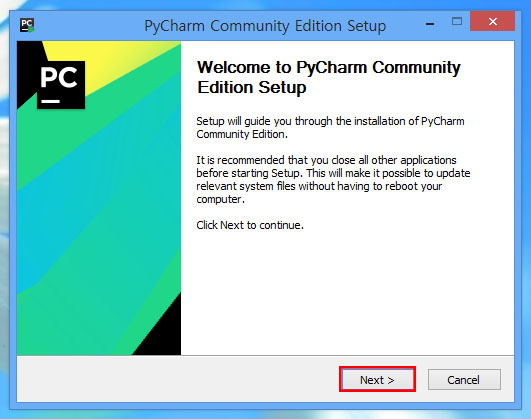 PyCharm Community Edition Setup
PC
Welcome to PyCharm Community
Edition Setup
Setup will guide you through the installation of PyCharm
Community Edition.
It is recommended that you close all other applications
before starting Setup. This will make it possible to update
relevant system files without having to reboot your
computer.
Click Next to continue.
Next >
Cancel